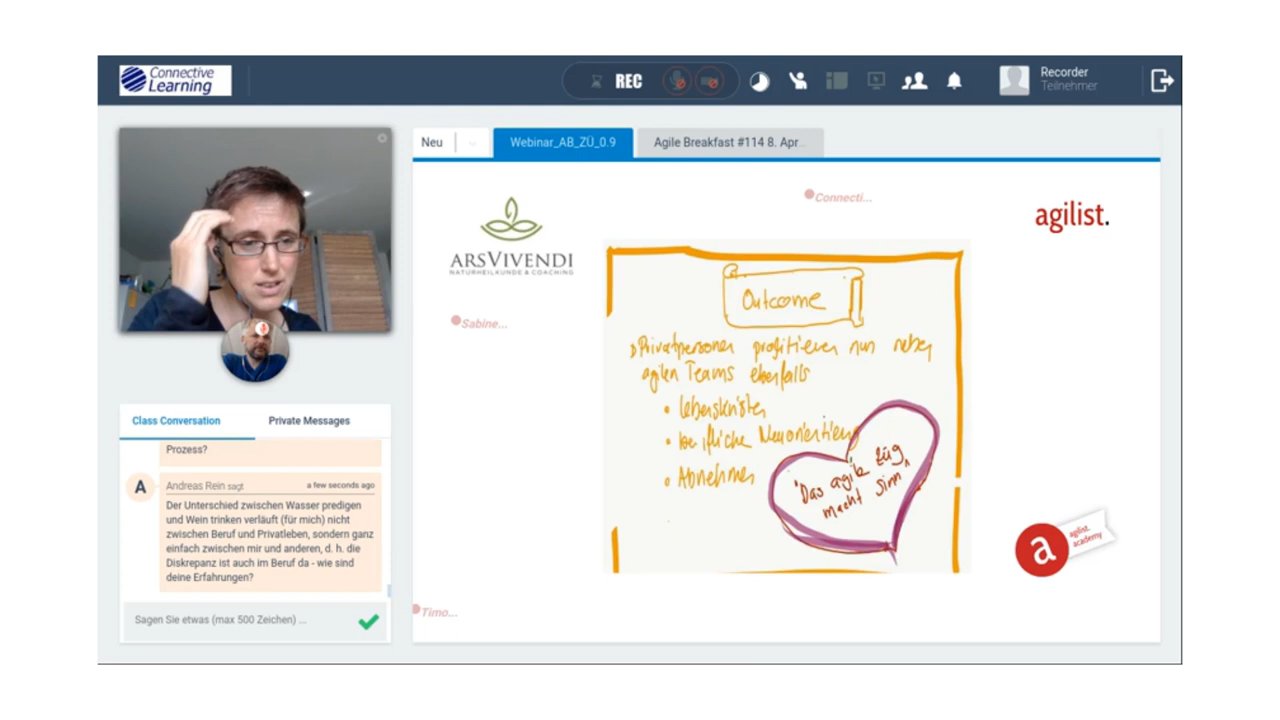 Connective
Learning
REC
Recorder
Teilnehmer
Neu
Webinar_AB_ZÜ_0.9
Agile Breakfast #114 8. Apr...
Connecti...
agilist.
ARSVIVENDI
NATURHEILKUNDE & COACHING
Sabine...
Outcome
Privatpersonen profitieren nun neben
agilen Teams ebenfalls
• Lebenskrisen
• berufliche Neuorientierung
• Abnehmen
"Das agile Züg
macht Sinn"
a
agilist.
academy
Timo...
Class Conversation
Private Messages
Prozess?
A
Andreas Rein sagt
a few seconds ago
Der Unterschied zwischen Wasser predigen
und Wein trinken verläuft (für mich) nicht
zwischen Beruf und Privatleben, sondern ganz
einfach zwischen mir und anderen, d. h. die
Diskrepanz ist auch im Beruf da - wie sind
deine Erfahrungen?
Sagen Sie etwas (max 500 Zeichen) ...